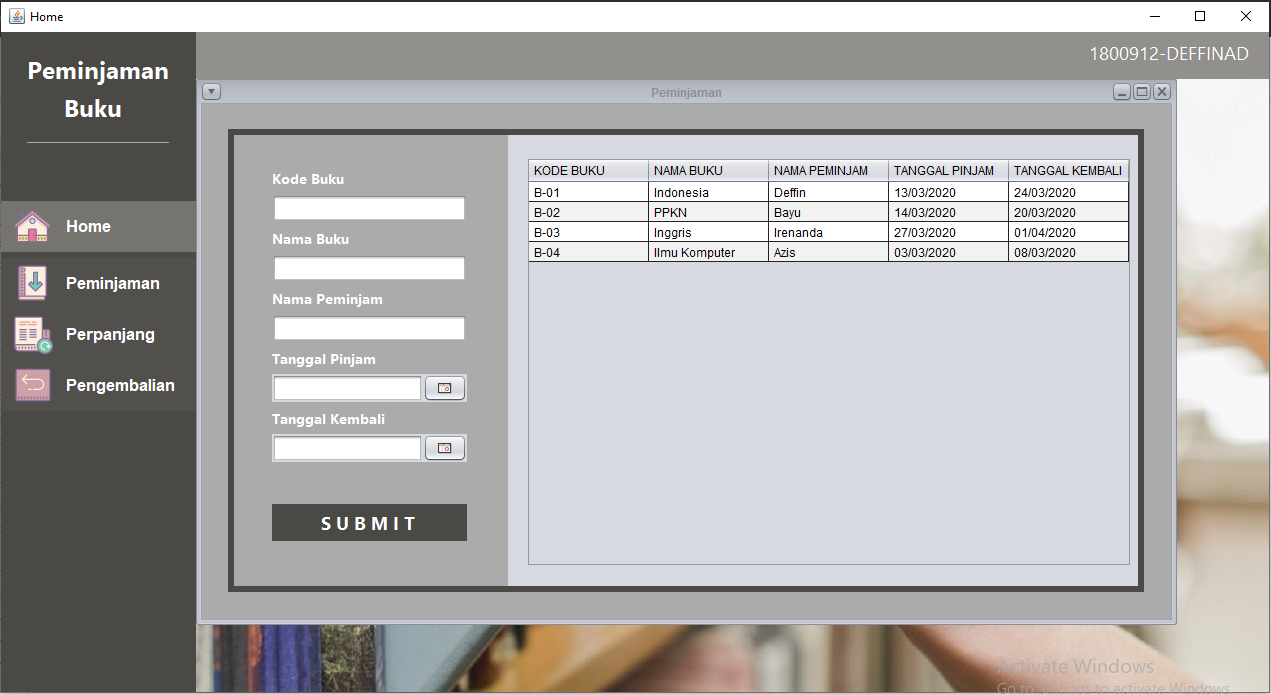 Home
Peminjaman
Buku
1800912-DEFFINAD
Home
Peminjaman
Perpanjang
Pengembalian
Peminjaman
Kode Buku
Nama Buku
Nama Peminjam
Tanggal Pinjam
Tanggal Kembali
SUBMIT
KODE BUKU NAMA BUKU NAMA PEMINJAM TANGGAL PINJAM TANGGAL KEMBALI
B-01 Indonesia Deffin 13/03/2020 24/03/2020
B-02 PPKN Bayu 14/03/2020 20/03/2020
B-03 Inggris Irenanda 27/03/2020 01/04/2020
B-04 Ilmu Komputer Azis 03/03/2020 08/03/2020
Activate Windows
Go to Settings to activate Windows.